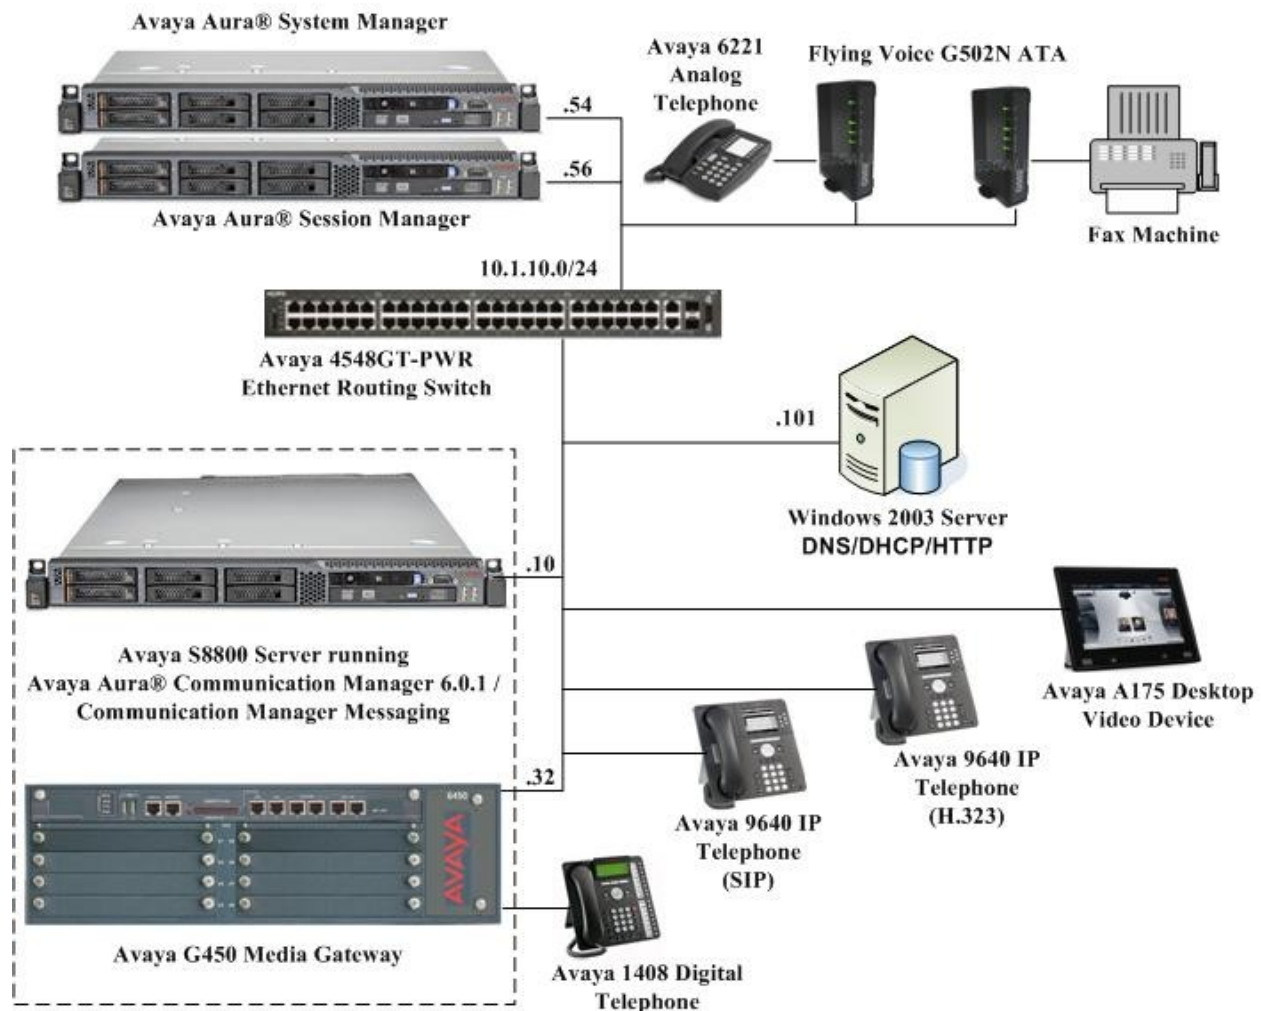 Avaya Aura® System Manager
.54
.56
Avaya Aura® Session Manager
Avaya 6221
Analog
Telephone
Flying Voice G502N ATA
Fax Machine
10.1.10.0/24
Avaya 4548GT-PWR
Ethernet Routing Switch
.101
Windows 2003 Server
DNS/DHCP/HTTP
.10
Avaya S8800 Server running
Avaya Aura® Communication Manager 6.0.1 /
Communication Manager Messaging
Avaya A175 Desktop
Video Device
Avaya 9640 IP
Telephone
(H.323)
.32
Avaya 9640 IP
Telephone
(SIP)
G450
AVAYA
Avaya G450 Media Gateway
Avaya 1408 Digital
Telephone